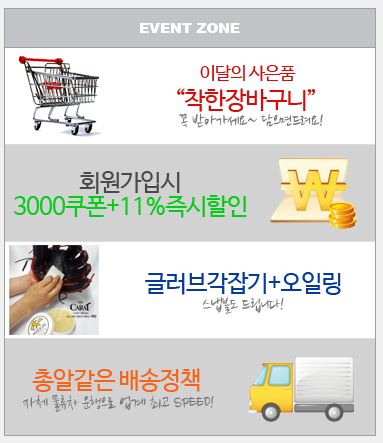 EVENT ZONE
이달의 사은품
“착한장바구니”
꼭 받아가세요~ 담으면드려요!
회원가입시
3000쿠폰+11%즉시할인
CARAT
글러브각잡기+오일링
스냅볼도 드립니다!
총알같은 배송정책
자체 물류차 운행으로 업계 최고 SPEED!